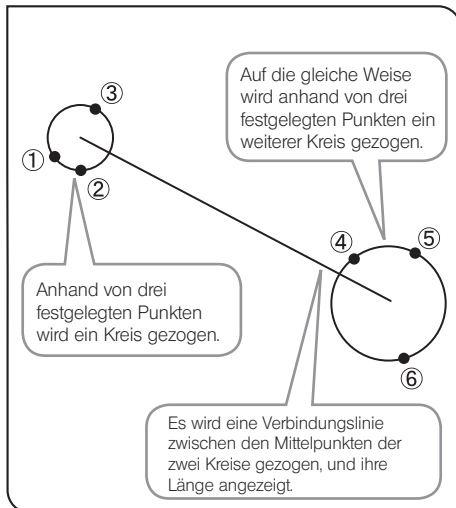 ③
①
②
Anhand von drei
festgelegten Punkten
wird ein Kreis gezogen.
Auf die gleiche Weise
wird anhand von drei
festgelegten Punkten ein
weiterer Kreis gezogen.
④
⑤
⑥
Es wird eine Verbindungslinie
zwischen den Mittelpunkten der
zwei Kreise gezogen, und ihre
Länge angezeigt.